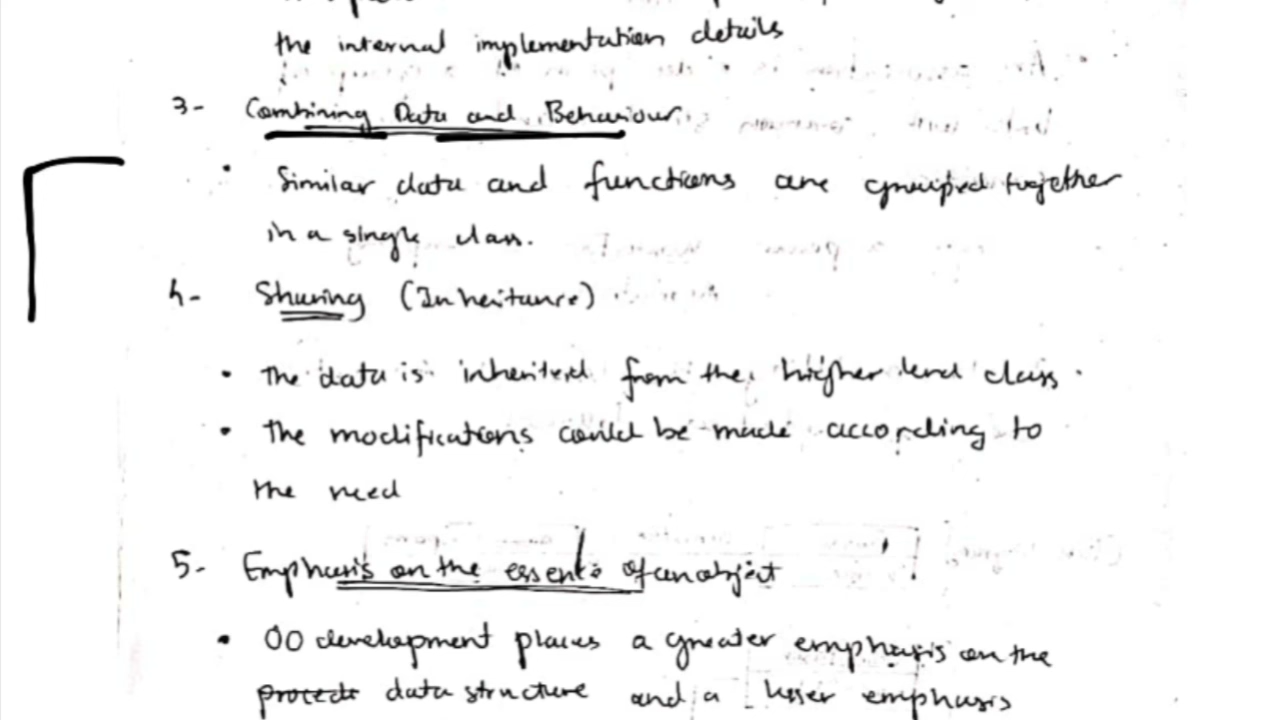 the internal implementation details
3- Combining Data and Behaviour
• Similar data and functions are grouped together
in a single class.
4- Sharing (Inheritance)
• The data is inherited from the higher level class.
• The modifications could be made according to
the need
5- Emphasis on the essence of an object
• OO development places a greater emphasis on the
procede data structure and a lesser emphasis